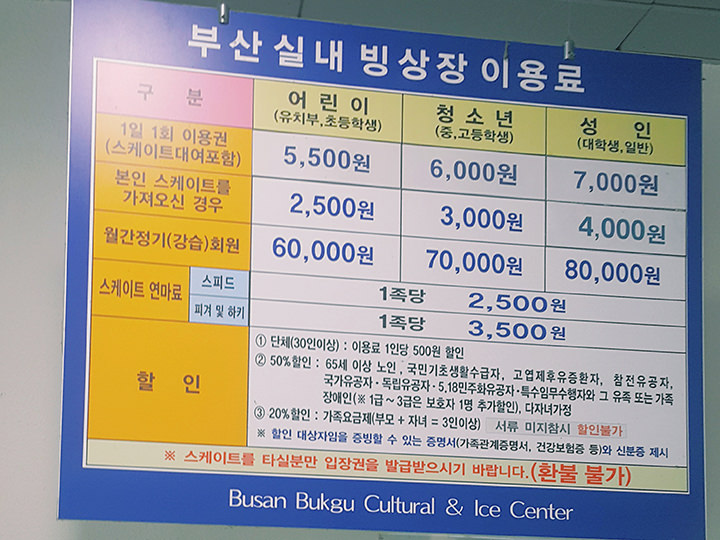 부산실내 빙상장 이용료
구 분
어 린 이
(유치부,초등학생)
청 소 년
(중,고등학생)
성 인
(대학생,일반)
1일 1회 이용권
(스케이트대여포함)
5,500원
6,000원
7,000원
본인 스케이트를
가져오신 경우
2,500원
3,000원
4,000원
월간정기(강습)회원
60,000원
70,000원
80,000원
스케이트 연마료
스피드
1족당 2,500원
피겨 및 하키
1족당 3,500원
할 인
① 단체(30인이상) : 이용료 1인당 500원 할인
② 50%할인 : 65세 이상 노인, 국민기초생활수급자, 고엽제후유증환자, 참전유공자,
국가유공자·독립유공자·5,18민주화유공자·특수임무수행자와 그 유족 또는 가족
장애인(※ 1급~3급은 보호자 1명 추가할인), 다자녀가정
③ 20%할인 : 가족요금제(부모 + 자녀 = 3인이상) 서류 미지참시 할인불가
※ 할인 대상자임을 증빙할 수 있는 증명서(가족관계증명서, 건강보험증 등)와 신분증 제시
※ 스케이트를 타실분만 입장권을 발급받으시기 바랍니다.(환불 불가)
Busan Bukgu Cultural & Ice Center